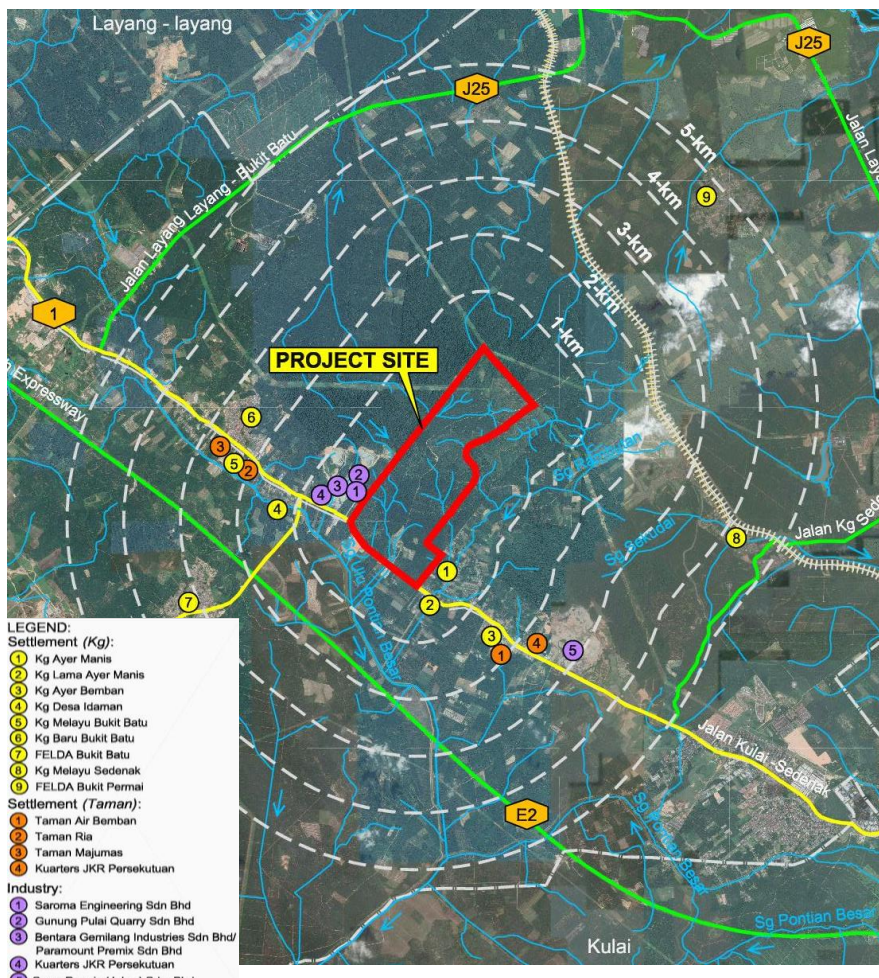 Layang - layang
J25
J25
Sg
Jalan Layang Layang -Bukit Batu
Jalan
5-km
4-km
3-km
2-km
1-km
9
1
PROJECT SITE
Expressway
6
3
5
2
4
2
3
1
4
Sg
Sg Sekudai
8
Jalan Kg
1
2
7
Pontian Besar
3
1
4
5
Jalan Kulai -Sedenak
E2
Sg Pontian Besar
Sg Pontian Besar
Kulai
LEGEND:
Settlement (Kg):
1 Kg Ayer Manis
2 Kg Lama Ayer Manis
3 Kg Ayer Bemban
4 Kg Desa Idaman
5 Kg Melayu Bukit Batu
6 Kg Baru Bukit Batu
7 FELDA Bukit Batu
8 Kg Melayu Sedenak
9 FELDA Bukit Permai
Settlement (Taman):
1 Taman Air Bemban
2 Taman Ria
3 Taman Majumas
4 Kuarters JKR Persekutuan
Industry:
1 Saroma Engineering Sdn Bhd
2 Gunung Pulai Quarry Sdn Bhd
3 Bentara Gemilang Industries Sdn Bhd/
Paramount Premix Sdn Bhd
4 Kuarters JKR Persekutuan